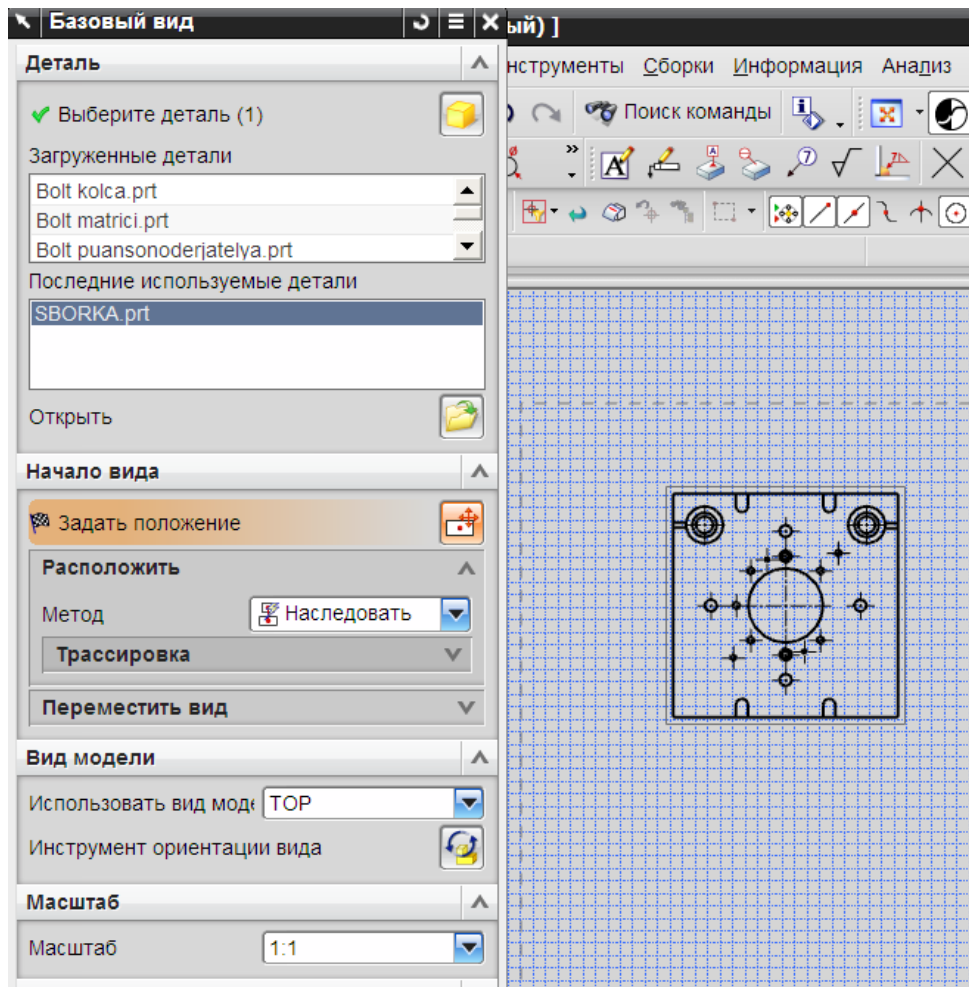 Базовый вид
ый) ]
Деталь
нструменты Сборки Информация Анализ
Выберите деталь (1)
Поиск команды
Загруженные детали
Bolt kolca.prt
Bolt matrici.prt
Bolt puansonoderjatelya.prt
Последние используемые детали
SBORKA.prt
Открыть
Начало вида
Задать положение
Расположить
Метод
Наследовать
Трассировка
Переместить вид
Вид модели
Использовать вид моде
TOP
Инструмент ориентации вида
Масштаб
Масштаб
1:1